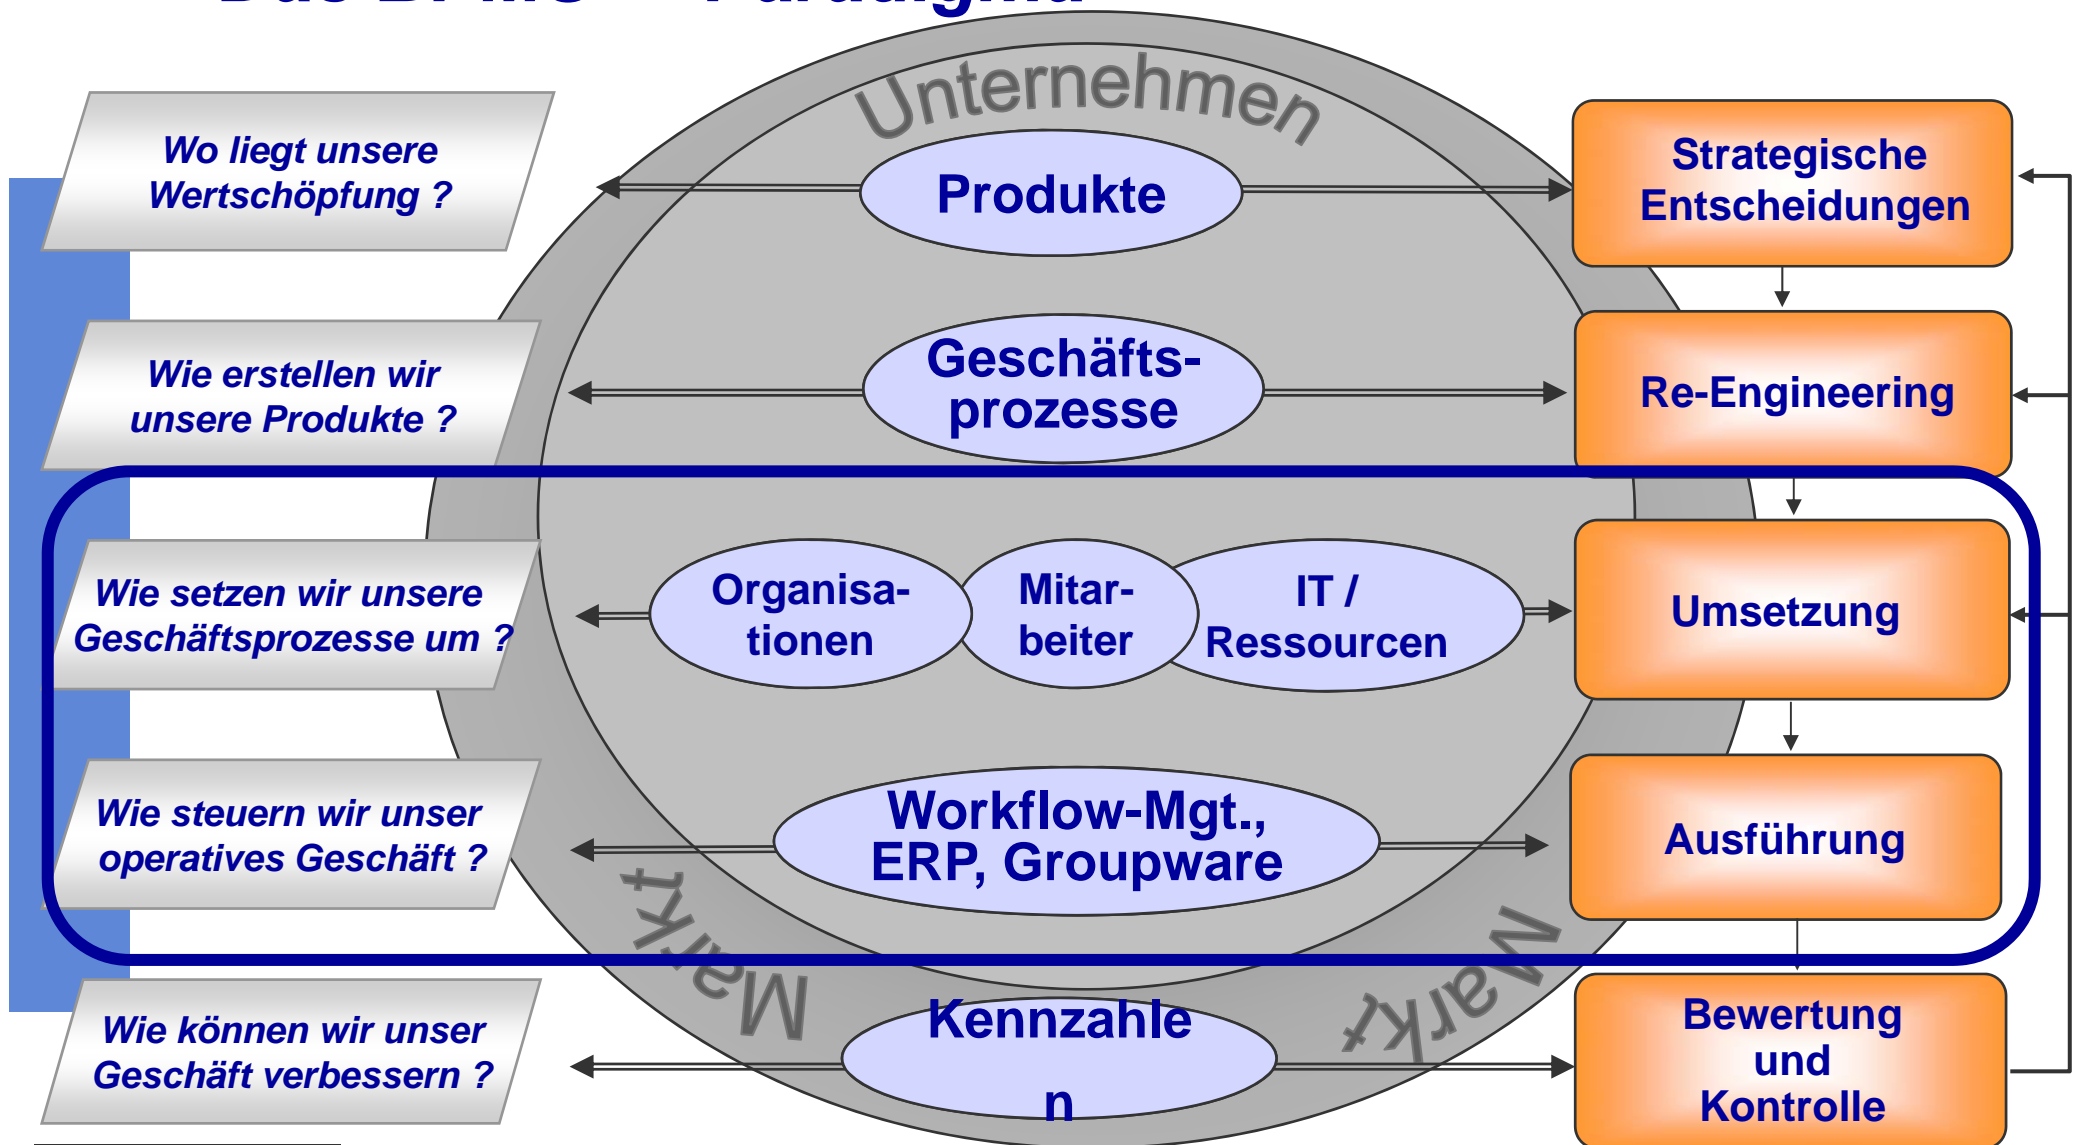 Unternehmen
Wo liegt unsere
Wertschöpfung ?
Produkte
Strategische
Entscheidungen
Wie erstellen wir
unsere Produkte ?
Geschäfts-
prozesse
Re-Engineering
Wie setzen wir unsere
Geschäftsprozesse um ?
Organisa-
tionen
Mitar-
beiter
IT /
Ressourcen
Umsetzung
Wie steuern wir unser
operatives Geschäft ?
Workflow-Mgt.,
ERP, Groupware
Ausführung
Markt
Markt
Wie können wir unser
Geschäft verbessern ?
Kennzahle
n
Bewertung
und
Kontrolle